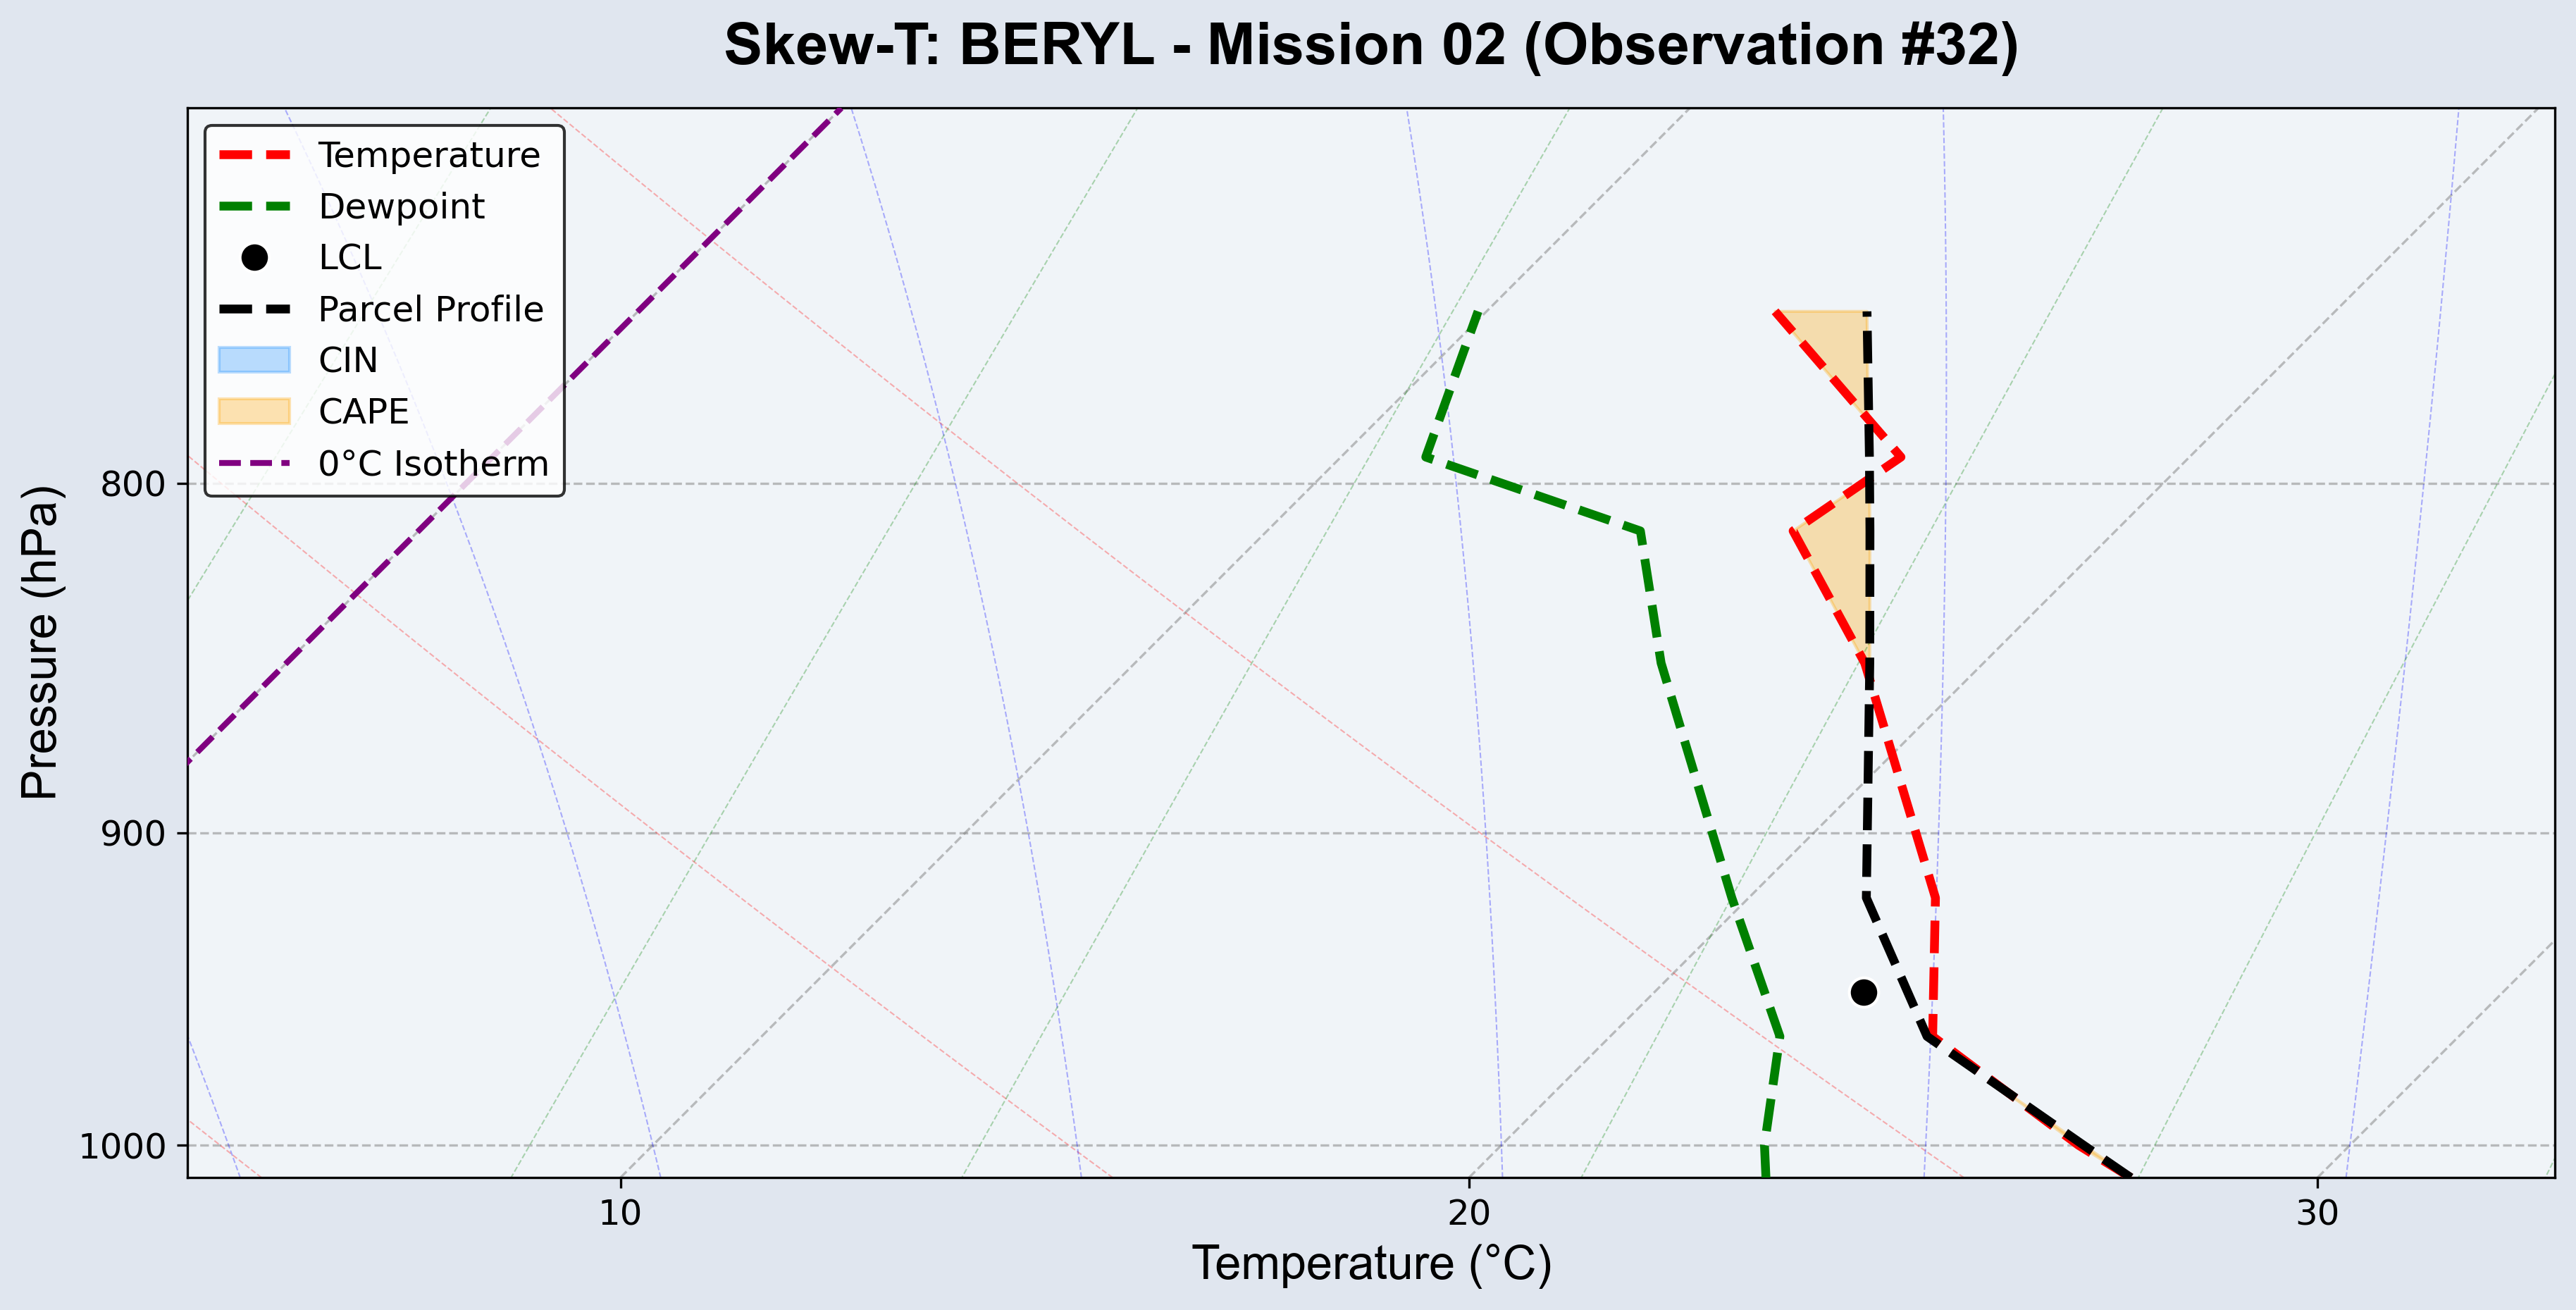 Skew-T: BERYL - Mission 02 (Observation #32)
Temperature
Dewpoint
LCL
Parcel Profile
CIN
CAPE
0°C Isotherm
Pressure (hPa)
800
900
1000
10
20
30
Temperature (°C)